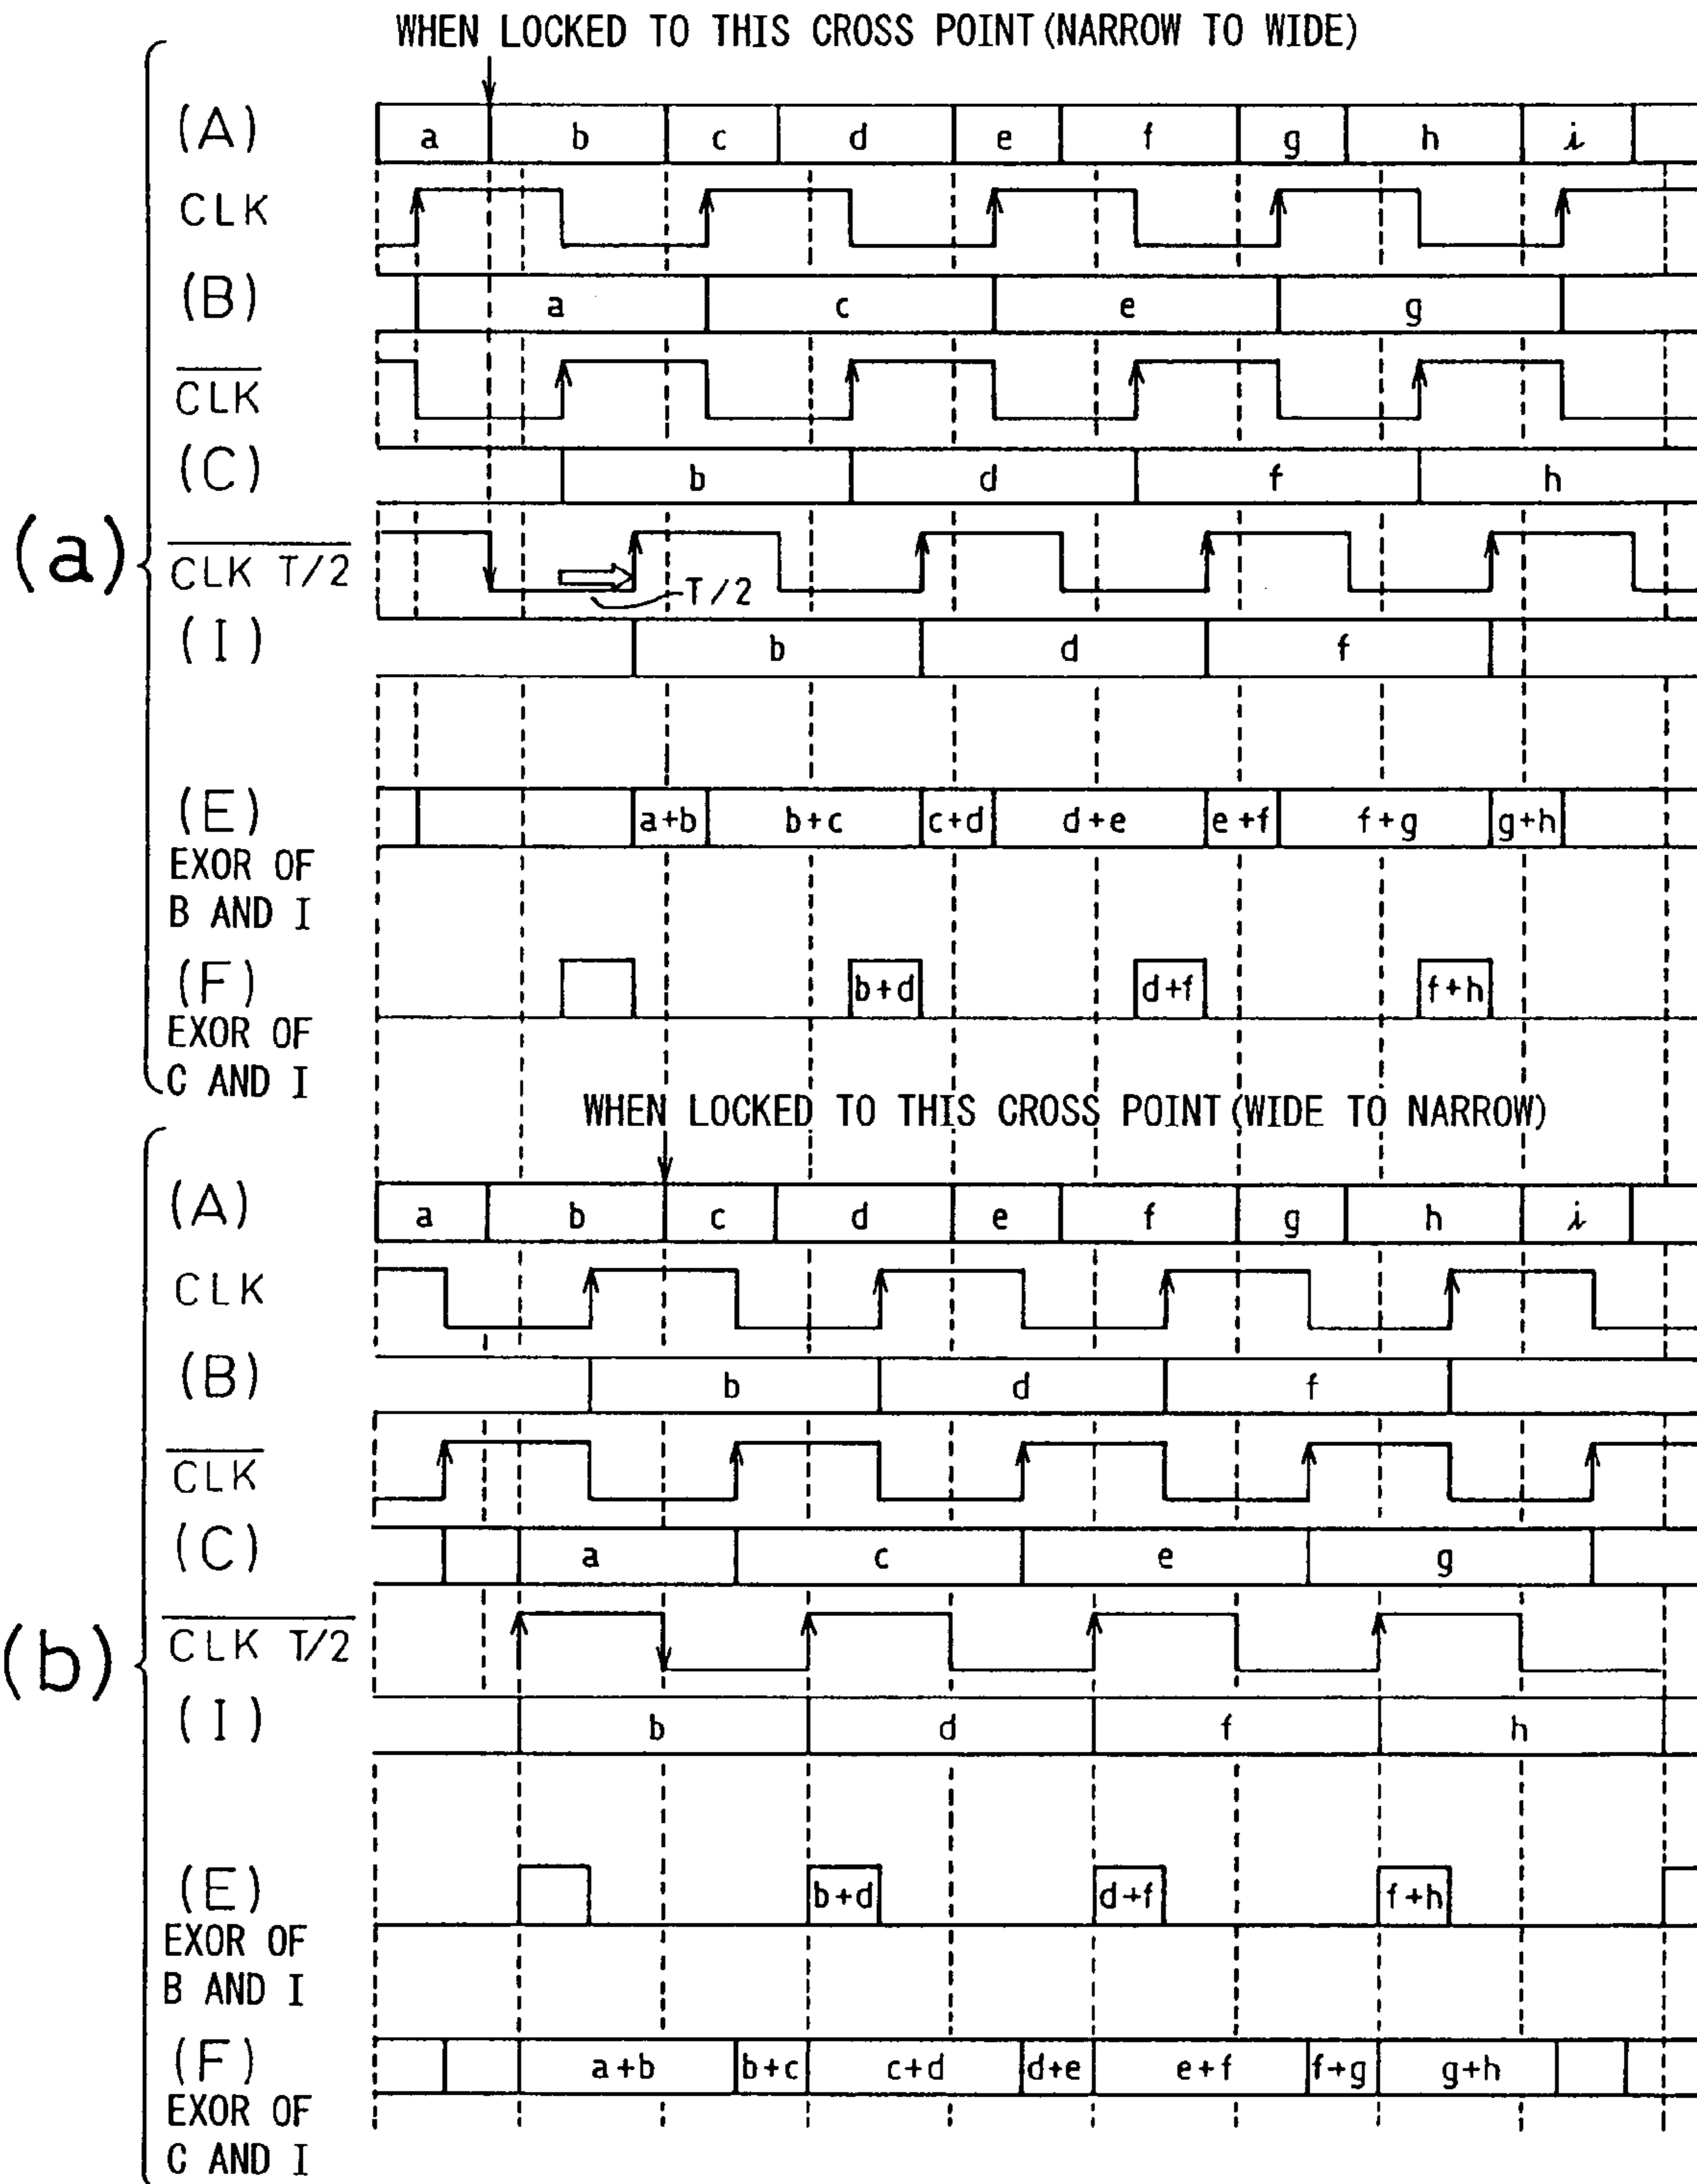 WHEN LOCKED TO THIS CROSS POINT(NARROW TO WIDE)
(a)
(A) a b c d e f g h i
CLK
(B) a c e g
CLK
(C) b d f h
CLK T/2
T/2
(I) b d f
(E) a+b b+c c+d d+e e+f f+g g+h
EXOR OF
B AND I
(F) b+d d+f f+h
EXOR OF
C AND I
WHEN LOCKED TO THIS CROSS POINT(WIDE TO NARROW)
(b)
(A) a b c d e f g h i
CLK
(B) b d f
CLK
(C) a c e g
CLK T/2
(I) b d f h
(E) b+d d+f f+h
EXOR OF
B AND I
(F) a+b b+c c+d d+e e+f f+g g+h
EXOR OF
C AND I